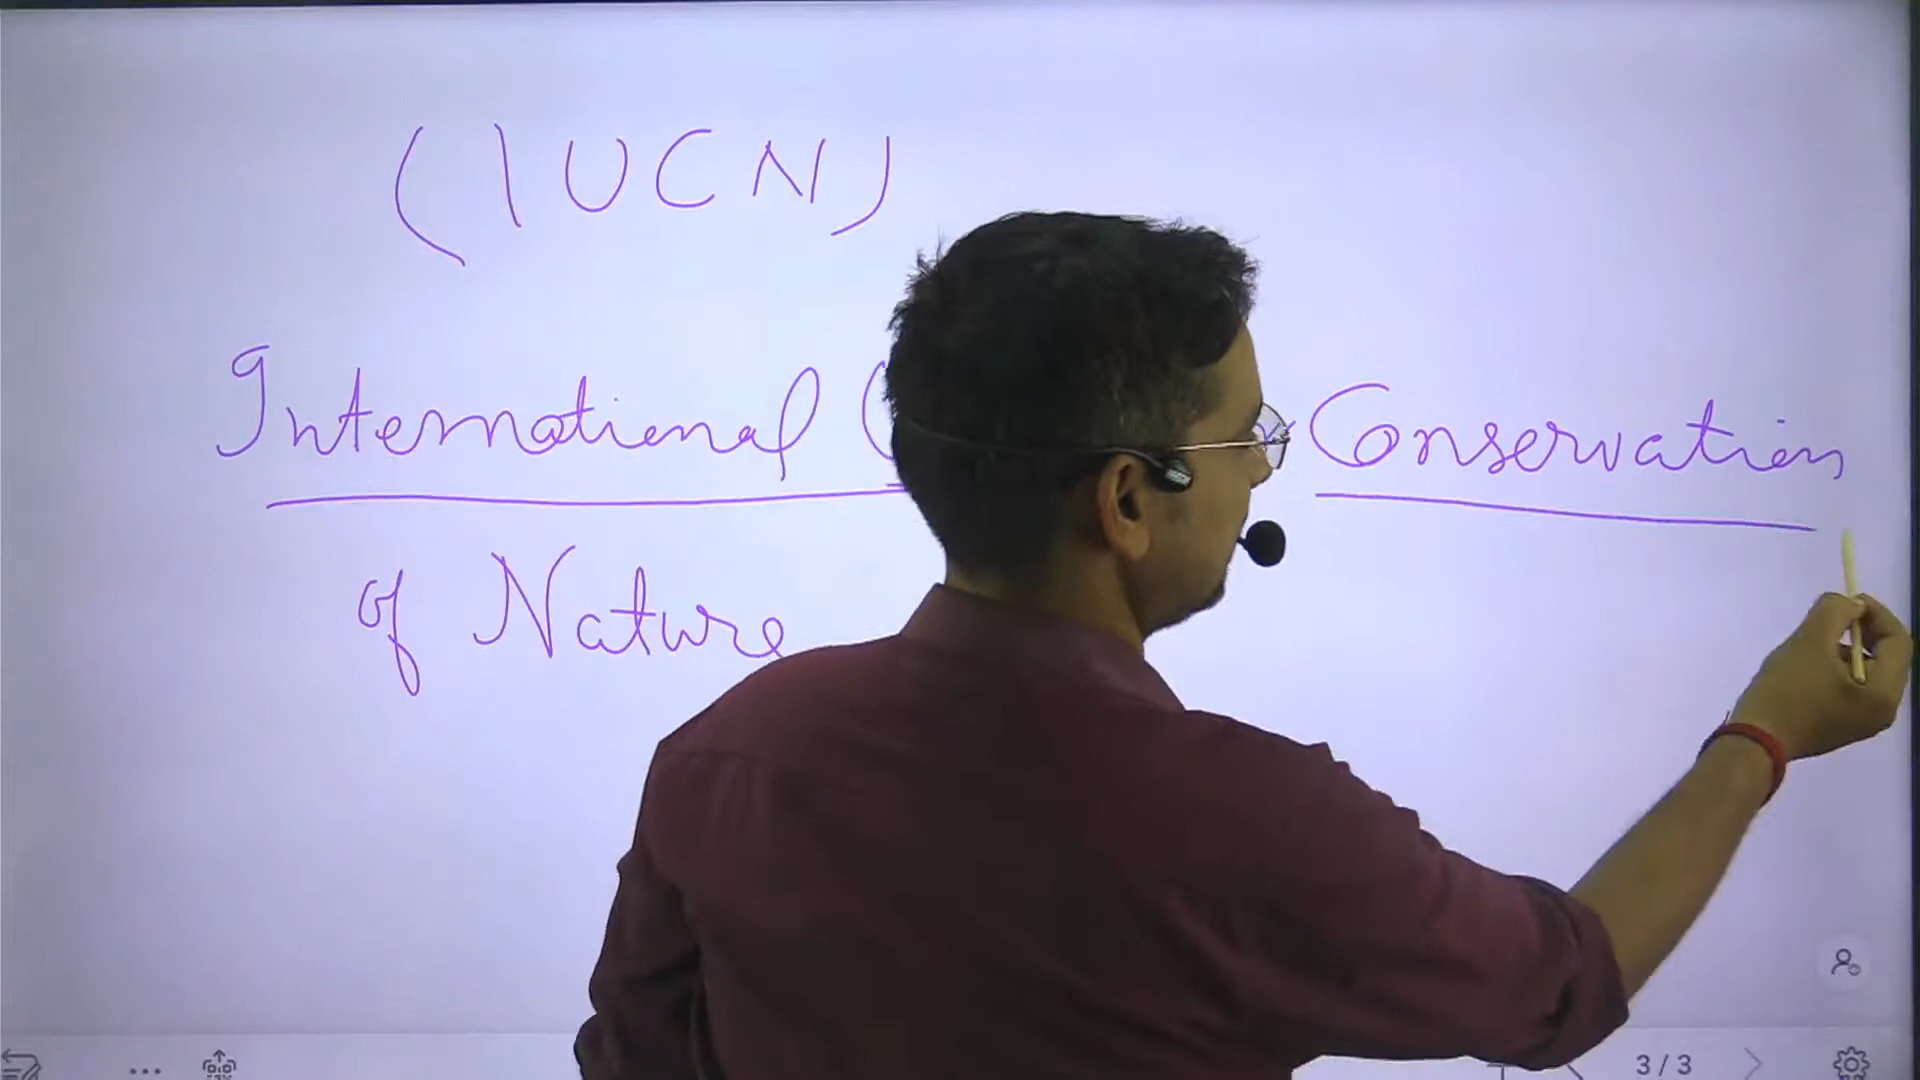 (IUCN)
International Conservation
of Nature
3/3